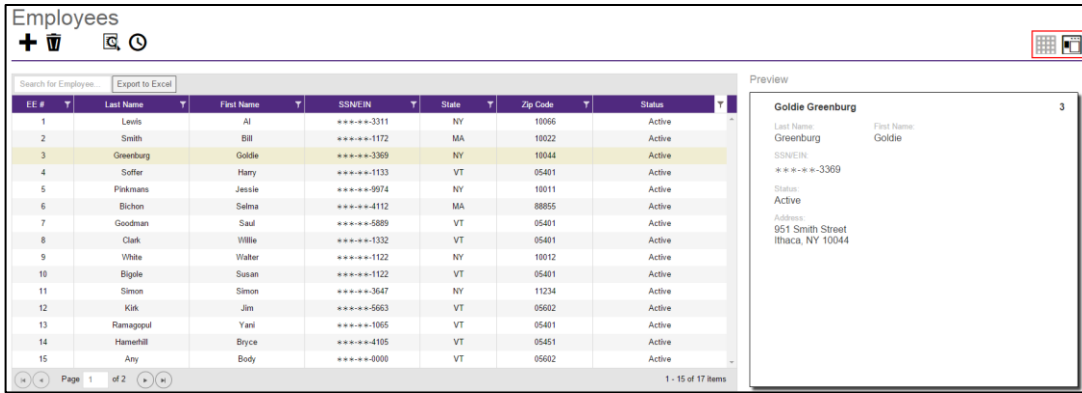 Employees
Search for Employee... Export to Excel
EE # Last Name First Name SSN/EIN State Zip Code Status
1 Lewis Al ***-**-3311 NY 10066 Active
2 Smith Bill ***-**-1172 MA 10022 Active
3 Greenburg Goldie ***-**-3369 NY 10044 Active
4 Soffer Harry ***-**-1133 VT 05401 Active
5 Pinkmans Jessie ***-**-9974 NY 10011 Active
6 Bichon Selma ***-**-4112 MA 88855 Active
7 Goodman Saul ***-**-5889 VT 05401 Active
8 Clark Willie ***-**-1332 VT 05401 Active
9 White Walter ***-**-1122 NY 10012 Active
10 Bigole Susan ***-**-1122 VT 05401 Active
11 Simon Simon ***-**-3647 NY 11234 Active
12 Kirk Jim ***-**-5663 VT 05602 Active
13 Ramagopul Yani ***-**-1065 VT 05401 Active
14 Hamerhill Bryce ***-**-4105 VT 05451 Active
15 Any Body ***-**-0000 VT 05602 Active
Page 1 of 2 1 - 15 of 17 items
Preview
Goldie Greenburg 3
Last Name: First Name:
Greenburg Goldie
SSN/EIN:
***-**-3369
Status:
Active
Address:
951 Smith Street
Ithaca, NY 10044